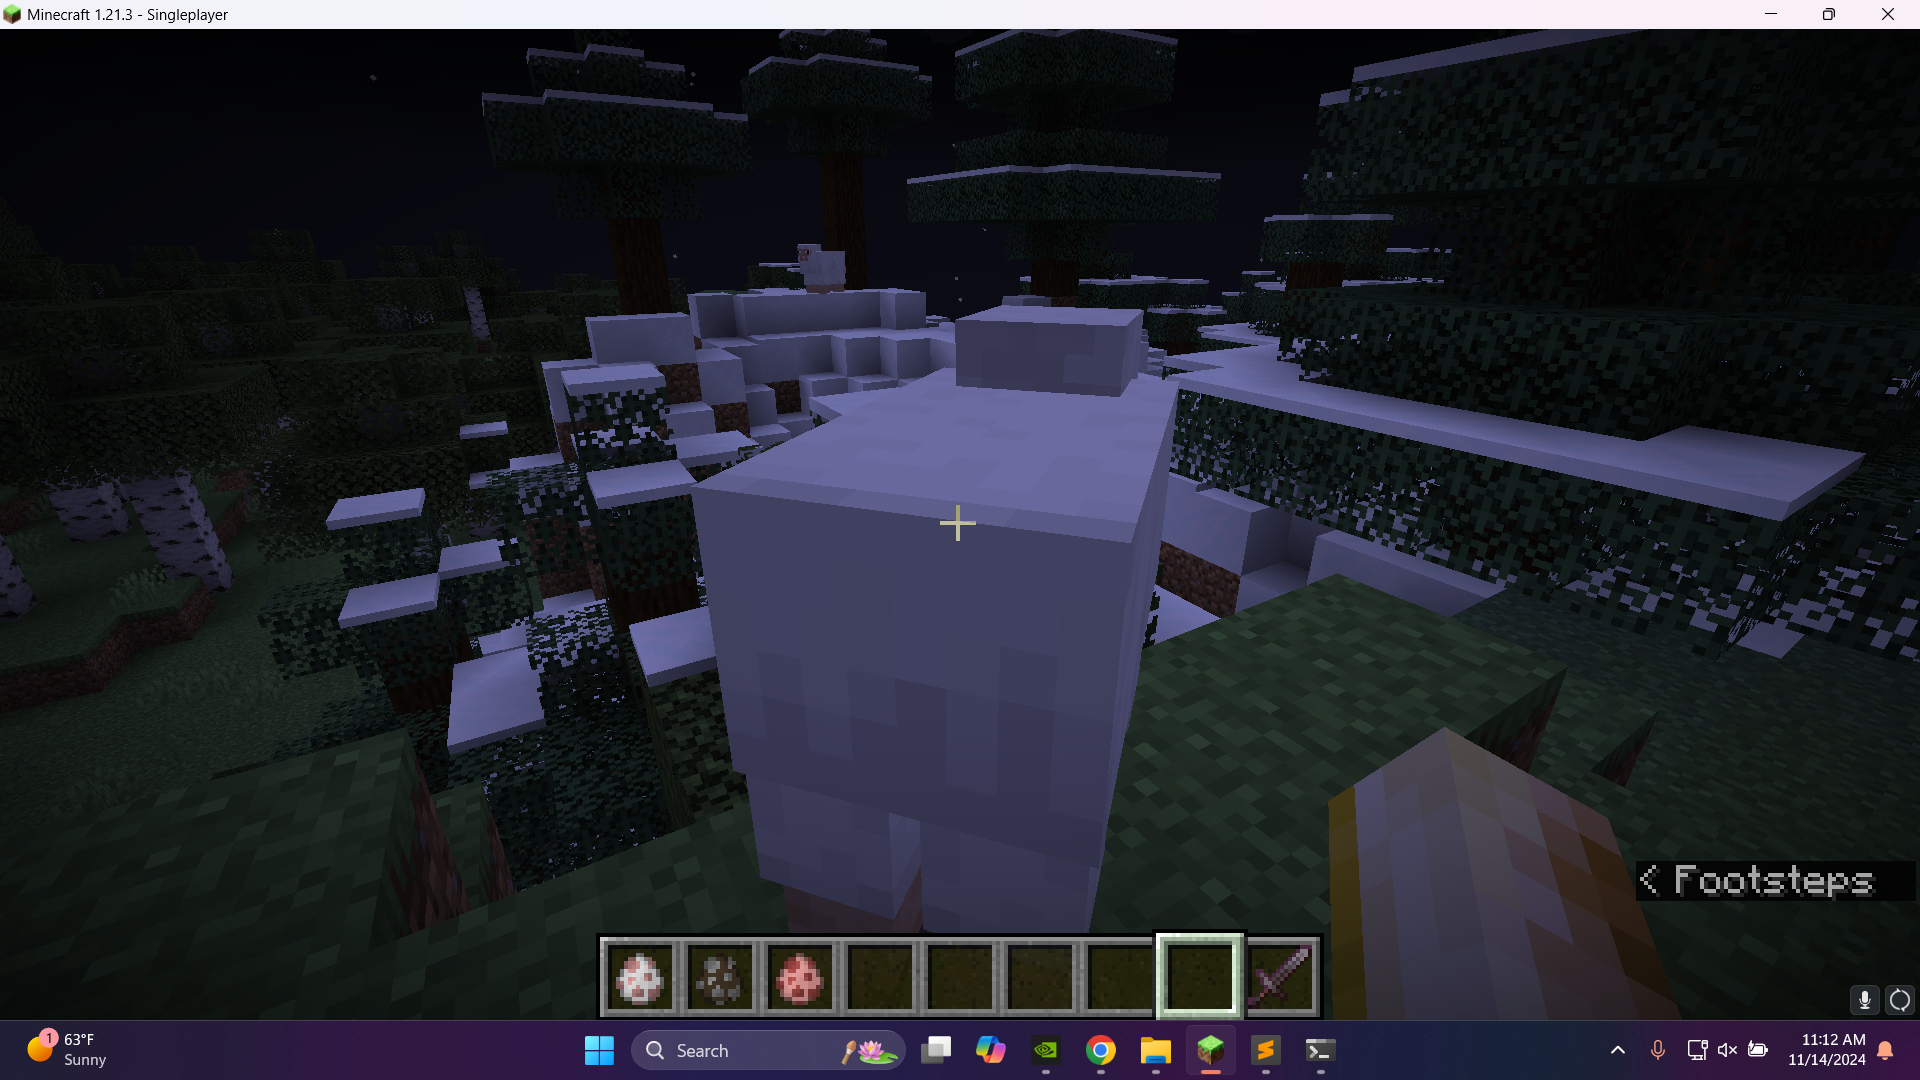 Minecraft 1.21.3 - Singleplayer
< Footsteps
1
63°F
Sunny
Search
11:12 AM
11/14/2024